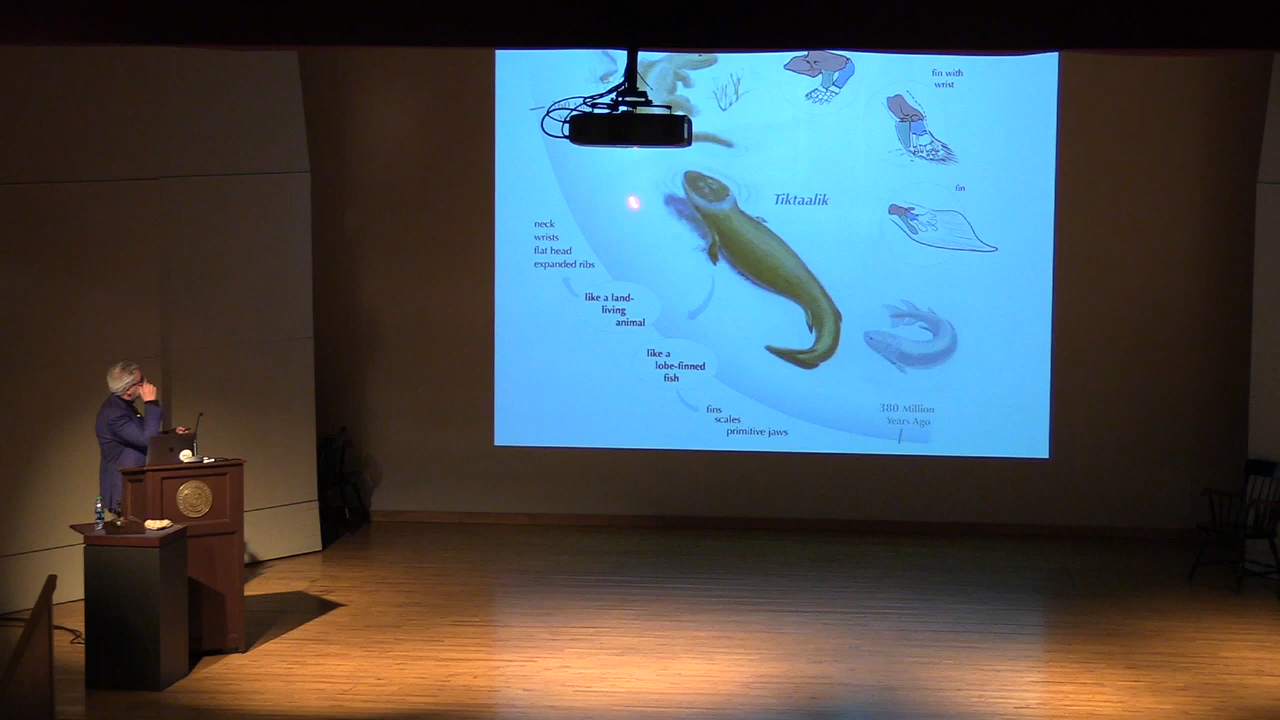 fin with
wrist
fin
Tiktaalik
neck
wrists
flat head
expanded ribs
like a land-
living
animal
like a
lobe-finned
fish
fins
scales
primitive jaws
380 Million
Years Ago